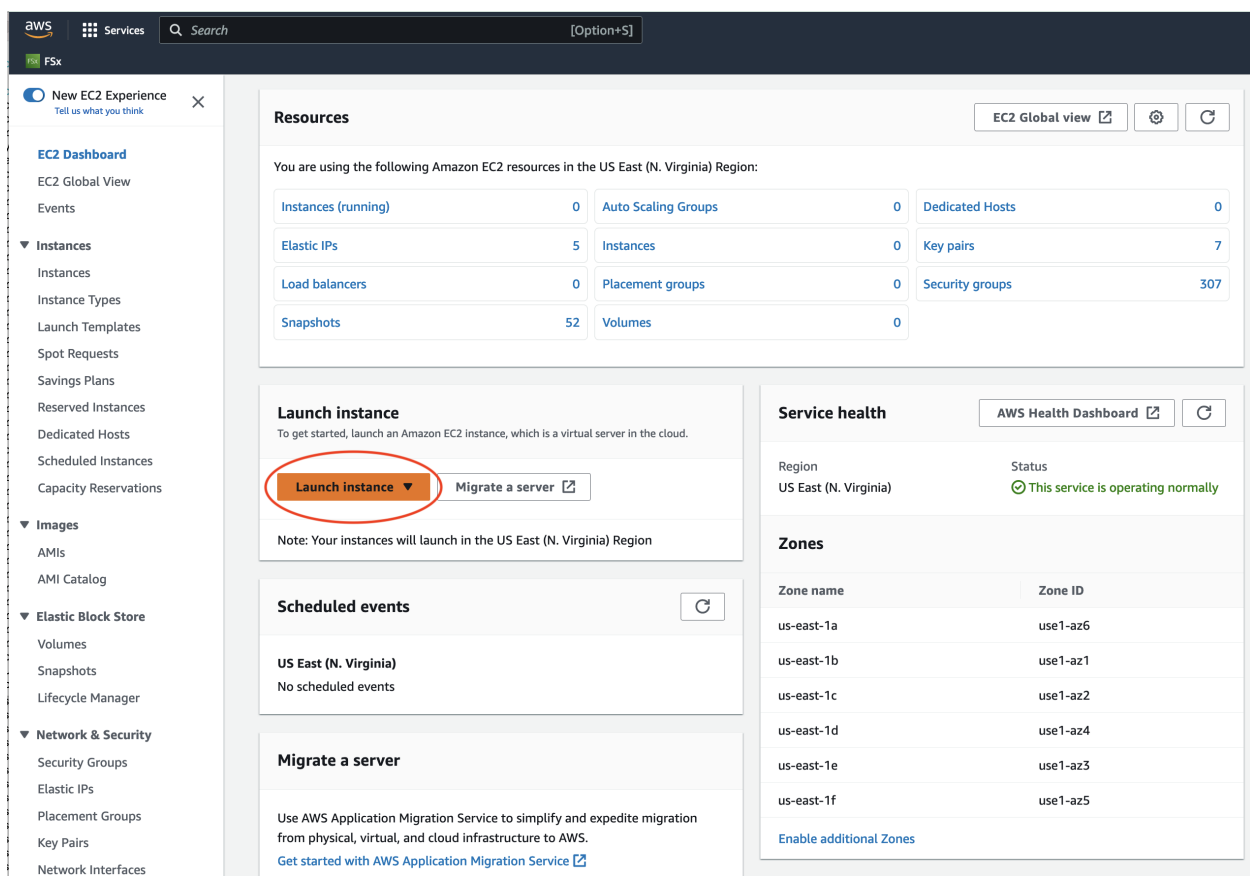 aws
Services
Search [Option+S]
FSx FSx
New EC2 Experience
Tell us what you think
EC2 Dashboard
EC2 Global View
Events
Instances
Instances
Instance Types
Launch Templates
Spot Requests
Savings Plans
Reserved Instances
Dedicated Hosts
Scheduled Instances
Capacity Reservations
Images
AMIs
AMI Catalog
Elastic Block Store
Volumes
Snapshots
Lifecycle Manager
Network & Security
Security Groups
Elastic IPs
Placement Groups
Key Pairs
Network Interfaces
Resources
EC2 Global view
You are using the following Amazon EC2 resources in the US East (N. Virginia) Region:
Instances (running) 0
Auto Scaling Groups 0
Dedicated Hosts 0
Elastic IPs 5
Instances 0
Key pairs 7
Load balancers 0
Placement groups 0
Security groups 307
Snapshots 52
Volumes 0
Launch instance
To get started, launch an Amazon EC2 instance, which is a virtual server in the cloud.
Launch instance
Migrate a server
Note: Your instances will launch in the US East (N. Virginia) Region
Scheduled events
US East (N. Virginia)
No scheduled events
Migrate a server
Use AWS Application Migration Service to simplify and expedite migration
from physical, virtual, and cloud infrastructure to AWS.
Get started with AWS Application Migration Service
Service health
AWS Health Dashboard
Region
US East (N. Virginia)
Status
This service is operating normally
Zones
Zone name Zone ID
us-east-1a use1-az6
us-east-1b use1-az1
us-east-1c use1-az2
us-east-1d use1-az4
us-east-1e use1-az3
us-east-1f use1-az5
Enable additional Zones